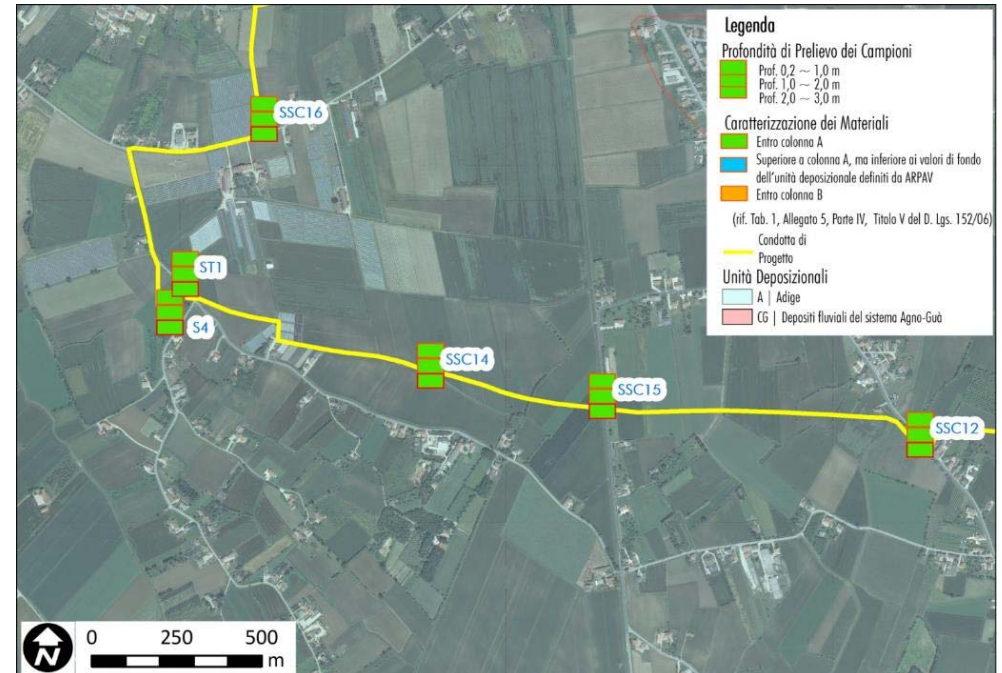 Legenda
Profondità di Prelievo dei Campioni
Prof. 0,2 ~ 1,0 m
Prof. 1,0 ~ 2,0 m
Prof. 2,0 ~ 3,0 m
Caratterizzazione dei Materiali
Entro colonna A
Superiore a colonna A, ma inferiore ai valori di fondo
dell'unità deposizionale definiti da ARPAV
Entro colonna B
(rif. Tab. 1, Allegato 5, Parte IV, Titolo V del D. Lgs. 152/06)
Condotta di
Progetto
Unità Deposizionali
A | Adige
CG | Depositi fluviali del sistema Agno-Guà
SSC16
ST1
S4
SSC14
SSC15
SSC12
N
0 250 500
m